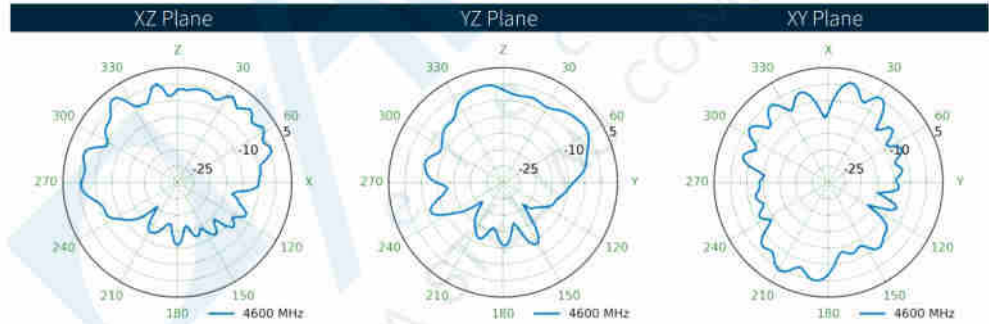 XZ Plane YZ Plane XY Plane
Z Z X
330 30 330 30 330 30
300 60 300 60 300 60
5 5 5
-10 -10 -10
-25 -25 -25
270 X 270 Y 270 Y
240 120 240 120 240 120
210 150 210 150 210 150
180 180 180
4600 MHz 4600 MHz 4600 MHz